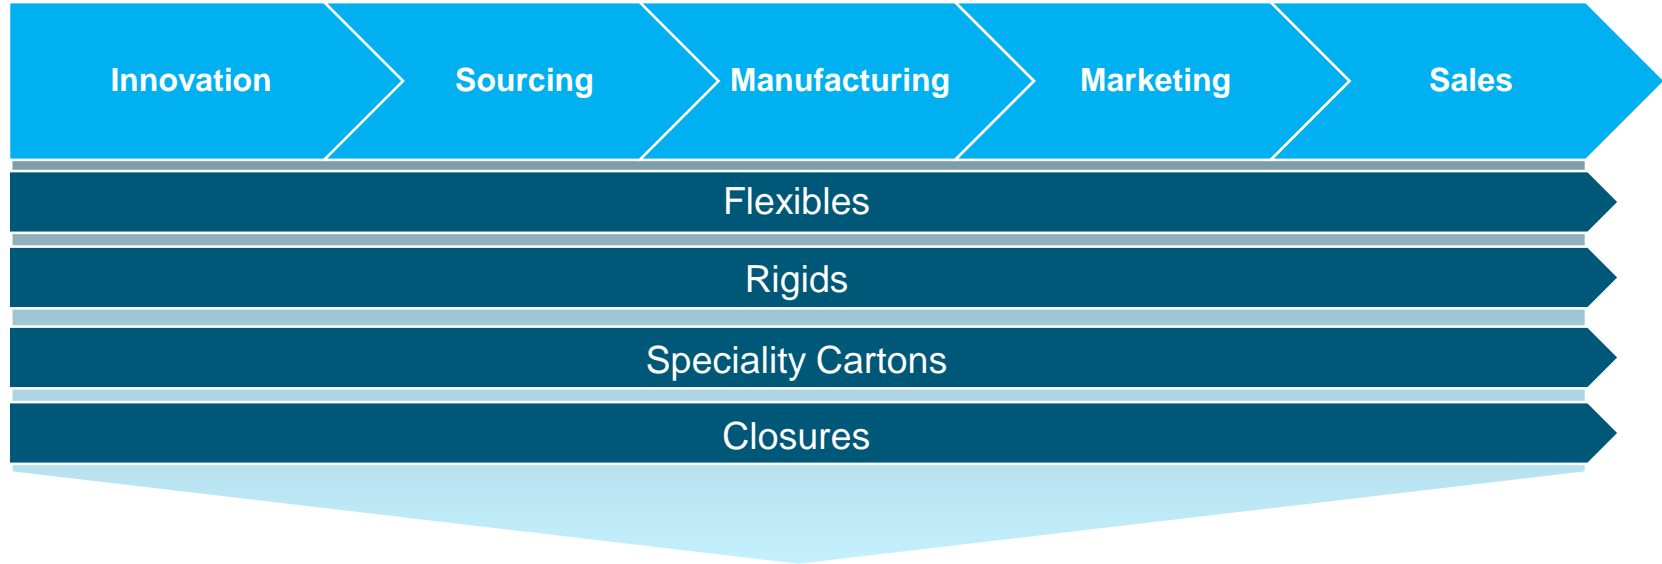 Innovation
Sourcing
Manufacturing
Marketing
Sales
Flexibles
Rigids
Speciality Cartons
Closures